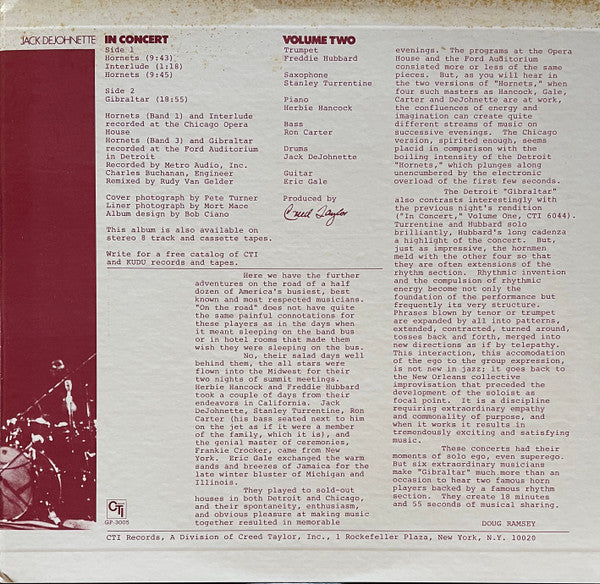 JACK DEJOHNETTE
IN CONCERT
VOLUME TWO
Side 1
Hornets (9:43)
Interlude (1:18)
Hornets (9:45)
Side 2
Gibraltar (18:55)
Hornets (Band 1) and Interlude
recorded at the Chicago Opera
House
Hornets (Band 3) and Gibraltar
recorded at the Ford Auditorium
in Detroit
Recorded by Metro Audio, Inc.
Charles Buchanan, Engineer
Remixed by Rudy Van Gelder
Cover photograph by Pete Turner
Liner photograph by Mort Mace
Album design by Bob Ciano
This album is also available on
stereo 8 track and cassette tapes.
Write for a free catalog of CTI
and KUDU records and tapes.
Trumpet
Freddie Hubbard
Saxophone
Stanley Turrentine
Piano
Herbie Hancock
Bass
Ron Carter
Drums
Jack DeJohnette
Guitar
Eric Gale
Produced by
Creed Taylor
Here we have the further
adventures on the road of a half
dozen of America's busiest, best
known and most respected musicians.
"On the road" does not have quite
the same painful connotations for
these players as in the days when
it meant sleeping on the band bus
or in hotel rooms that made them
wish they were sleeping on the bus.
No, their salad days well
behind them, the all stars were
flown into the Midwest for their
two nights of summit meetings.
Herbie Hancock and Freddie Hubbard
took a couple of days from their
endeavors in California. Jack
DeJohnette, Stanley Turrentine, Ron
Carter (his bass seated next to him
on the jet as if it were a member
of the family, which it is), and
the genial master of ceremonies,
Frankie Crocker, came from New
York. Eric Gale exchanged the warm
sands and breezes of Jamaica for the
late winter bluster of Michigan and
Illinois.
They played to sold-out
houses in both Detroit and Chicago,
and their spontaneity, enthusiasm,
and obvious pleasure at making music
together resulted in memorable
evenings. The programs at the Opera
House and the Ford Auditorium
consisted more or less of the same
pieces. But, as you will hear in
the two versions of "Hornets," when
four such masters as Hancock, Gale,
Carter and DeJohnette are at work,
the confluences of energy and
imagination can create quite
different streams of music on
successive evenings. The Chicago
version, spirited enough, seems
placid in comparison with the
boiling intensity of the Detroit
"Hornets," which plunges along
unencumbered by the electronic
overload of the first few seconds.
The Detroit "Gibraltar"
also contrasts interestingly with
the previous night's rendition
("In Concert," Volume One, CTI 6044).
Turrentine and Hubbard solo
brilliantly, Hubbard's long cadenza
a highlight of the concert. But,
just as impressive, the hornmen
meld with the other four so that
they are often extensions of the
rhythm section. Rhythmic invention
and the compulsion of rhythmic
energy become not only the
foundation of the performance but
frequently its very structure.
Phrases blown by tenor or trumpet
are expanded by all into patterns,
extended, contracted, turned around,
tosses back and forth, merged into
new directions as if by telepathy.
This interaction, this accomodation
of the ego to the group expression,
is not new in jazz; it goes back to
the New Orleans collective
improvisation that preceded the
development of the soloist as
focal point. It is a discipline
requiring extraordinary empathy
and commonality of purpose, and
when it works it results in
tremendously exciting and satisfying
music.
These concerts had their
moments of solo ego, even superego.
But six extraordinary musicians
make "Gibraltar" much more than an
occasion to hear two famous horn
players backed by a famous rhythm
section. They create 18 minutes
and 55 seconds of musical sharing.
DOUG RAMSEY
CTI
GP-3005
CTI Records, A Division of Creed Taylor, Inc., 1 Rockefeller Plaza, New York, N.Y. 10020